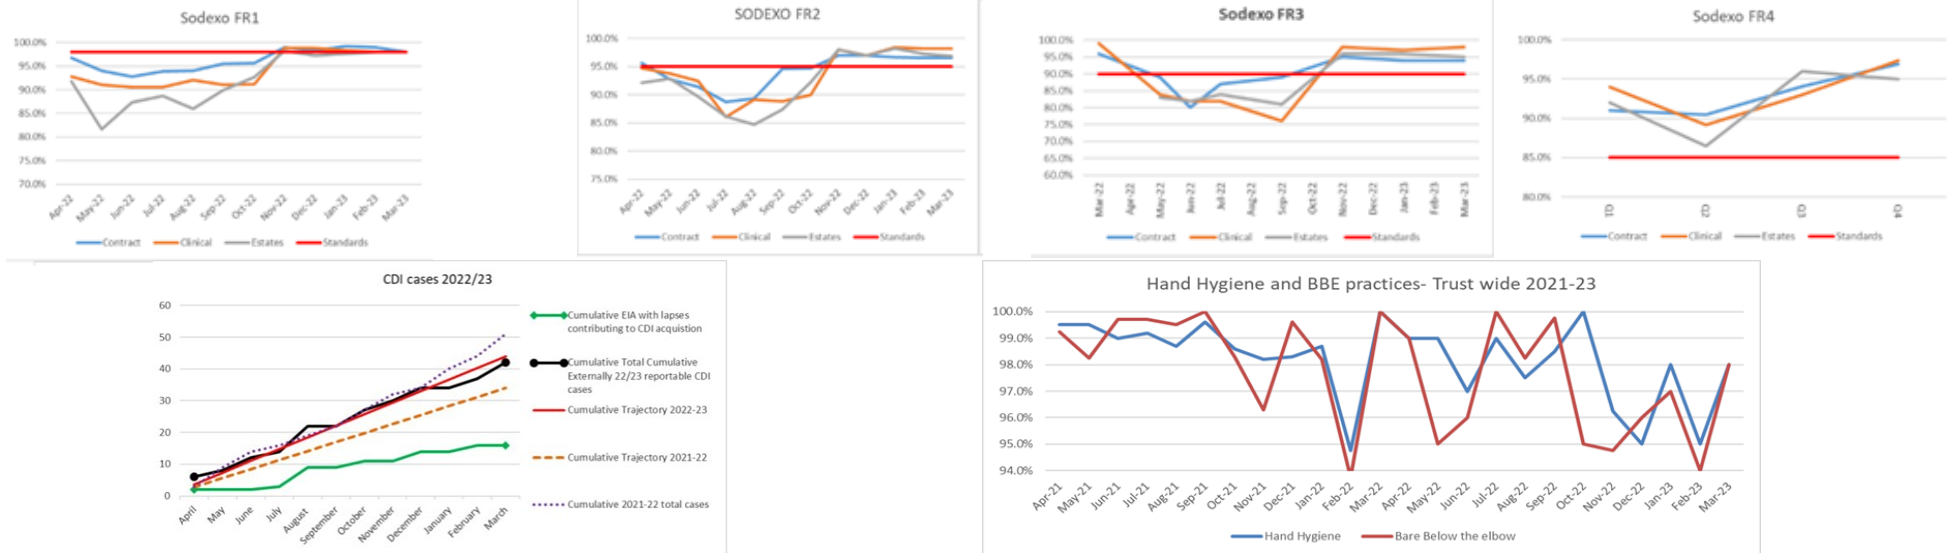 Sodexo FR1
100.0%
95.0%
90.0%
85.0%
80.0%
75.0%
70.0%
Apr-22 May-22 Jun-22 Jul-22 Aug-22 Sep-22 Oct-22 Nov-22 Dec-22 Jan-23 Feb-23 Mar-23
Contract Clinical Estates Standards
SODEXO FR2
100.0%
95.0%
90.0%
85.0%
80.0%
75.0%
Apr-22 May-22 Jun-22 Jul-22 Aug-22 Sep-22 Oct-22 Nov-22 Dec-22 Jan-23 Feb-23 Mar-23
Contract Clinical Estates Standards
Sodexo FR3
100.0%
95.0%
90.0%
85.0%
80.0%
75.0%
70.0%
65.0%
60.0%
Mar-22 Apr-22 May-22 Jun-22 Jul-22 Aug-22 Sep-22 Oct-22 Nov-22 Dec-22 Jan-23 Feb-23 Mar-23
Contract Clinical Estates Standards
Sodexo FR4
100.0%
95.0%
90.0%
85.0%
80.0%
Q1 Q2 Q3 Q4
Contract Clinical Estates Standards
CDI cases 2022/23
60
50
40
30
20
10
0
April May June July August September October November December January February March
Cumulative EIA with lapses
contributing to CDI acquistion
Cumulative Total Cumulative
Externally 22/23 reportable CDI
cases
Cumulative Trajectory 2022-23
Cumulative Trajectory 2021-22
Cumulative 2021-22 total cases
Hand Hygiene and BBE practices- Trust wide 2021-23
100.0%
99.0%
98.0%
97.0%
96.0%
95.0%
94.0%
Apr-21 May-21 Jun-21 Jul-21 Aug-21 Sep-21 Oct-21 Nov-21 Dec-21 Jan-22 Feb-22 Mar-22 Apr-22 May-22 Jun-22 Jul-22 Aug-22 Sep-22 Oct-22 Nov-22 Dec-22 Jan-23 Feb-23 Mar-23
Hand Hygiene Bare Below the elbow